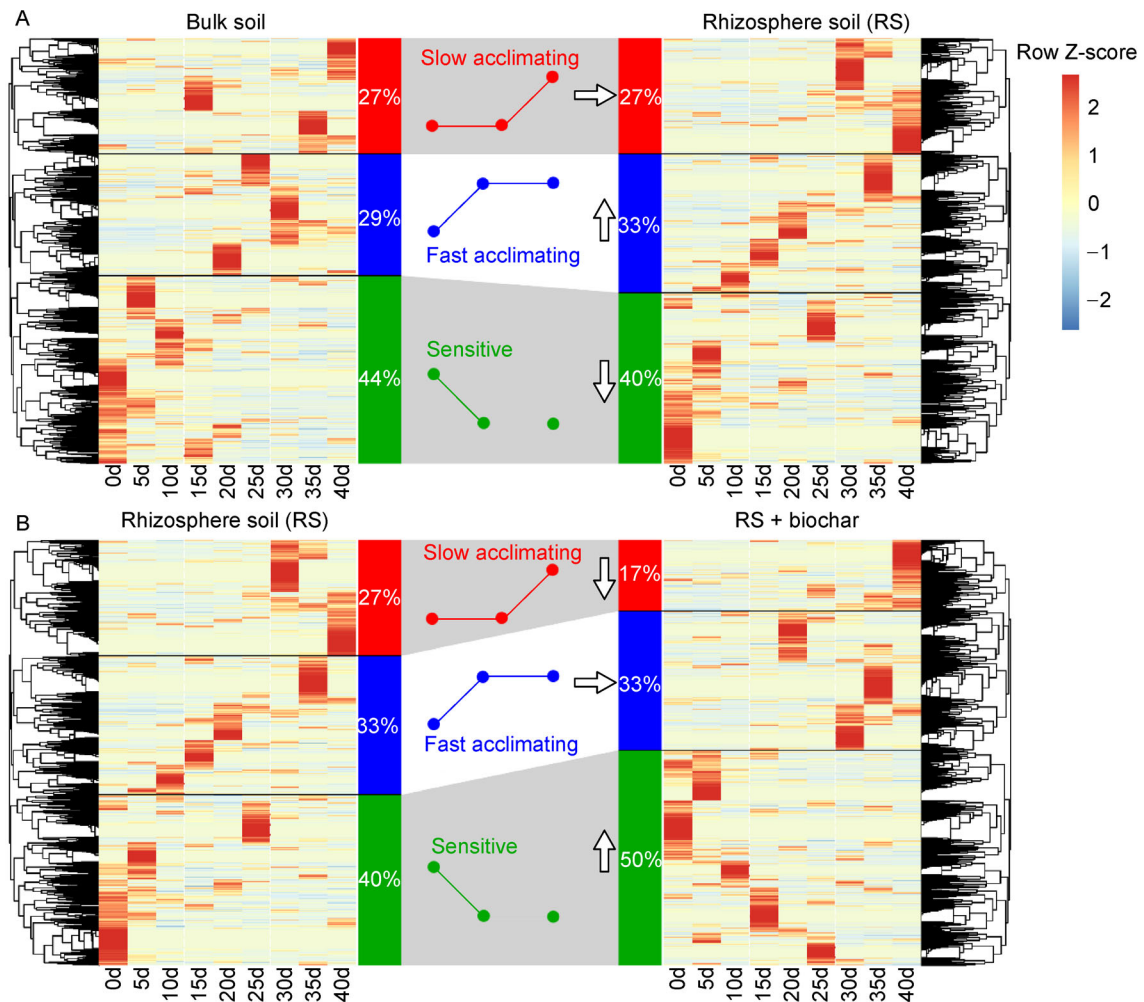 A
Bulk soil
Rhizosphere soil (RS)
Row Z-score
2
1
0
−1
−2
27%
Slow acclimating
27%
29%
Fast acclimating
33%
44%
Sensitive
40%
0d 5d 10d 15d 20d 25d 30d 35d 40d
0d 5d 10d 15d 20d 25d 30d 35d 40d
B
Rhizosphere soil (RS)
RS + biochar
27%
Slow acclimating
17%
33%
Fast acclimating
33%
40%
Sensitive
50%
0d 5d 10d 15d 20d 25d 30d 35d 40d
0d 5d 10d 15d 20d 25d 30d 35d 40d